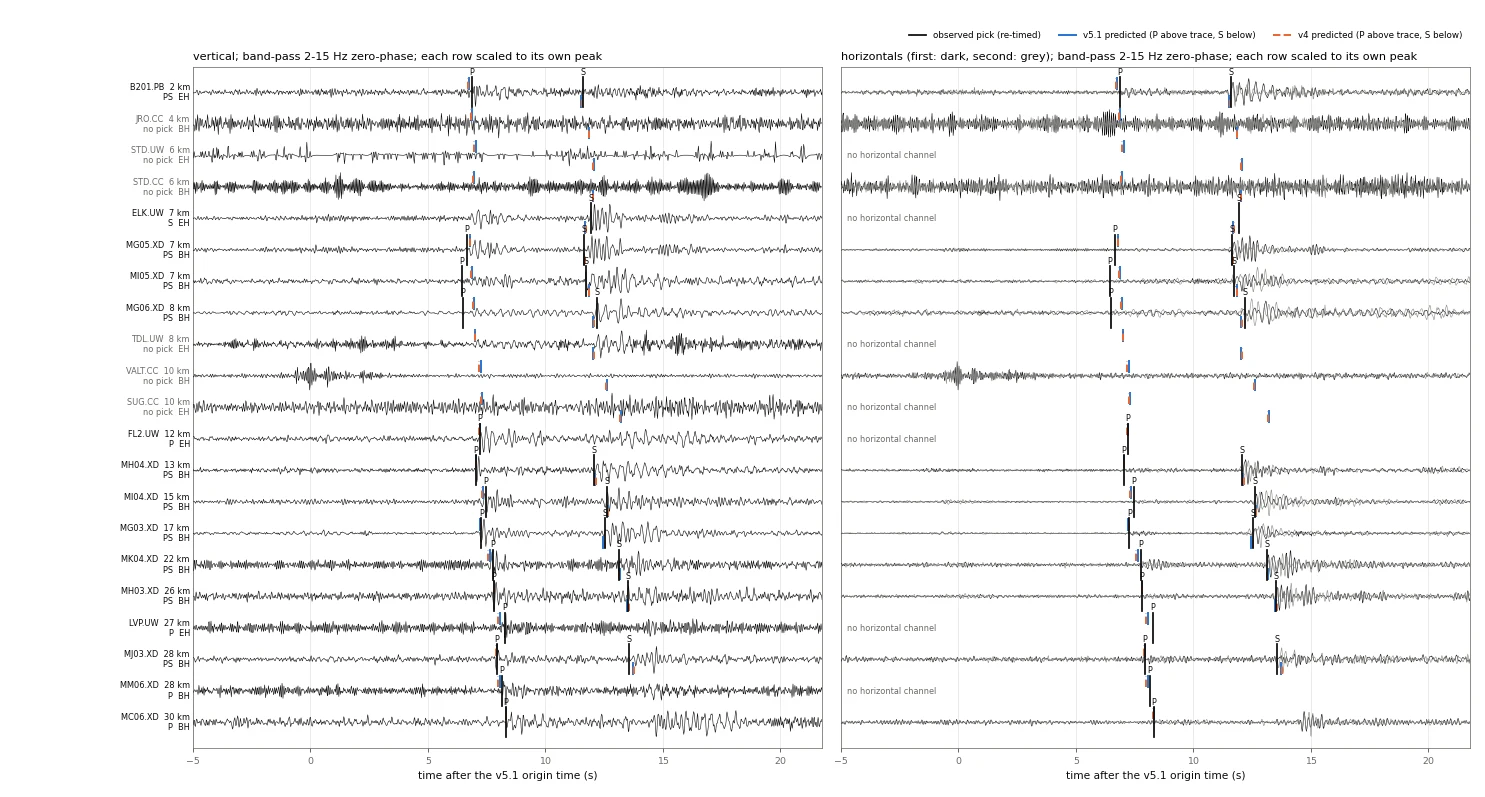 observed pick (re-timed)
v5.1 predicted (P above trace, S below)
v4 predicted (P above trace, S below)
vertical; band-pass 2-15 Hz zero-phase; each row scaled to its own peak
horizontals (first: dark, second: grey); band-pass 2-15 Hz zero-phase; each row scaled to its own peak
B201.PB 2 km
PS EH
JRO.CC 4 km
no pick BH
STD.UW 6 km
no pick EH
no horizontal channel
STD.CC 6 km
no pick BH
ELK.UW 7 km
S EH
no horizontal channel
MG05.XD 7 km
PS BH
MI05.XD 7 km
PS BH
MG06.XD 8 km
PS BH
TDL.UW 8 km
no pick EH
no horizontal channel
VALT.CC 10 km
no pick BH
SUG.CC 10 km
no pick EH
no horizontal channel
FL2.UW 12 km
P EH
no horizontal channel
MH04.XD 13 km
PS BH
MI04.XD 15 km
PS BH
MG03.XD 17 km
PS BH
MK04.XD 22 km
PS BH
MH03.XD 26 km
PS BH
LVP.UW 27 km
P EH
no horizontal channel
MJ03.XD 28 km
PS BH
MM06.XD 28 km
P BH
no horizontal channel
MC06.XD 30 km
P BH
−5 0 5 10 15 20
−5 0 5 10 15 20
time after the v5.1 origin time (s)
time after the v5.1 origin time (s)